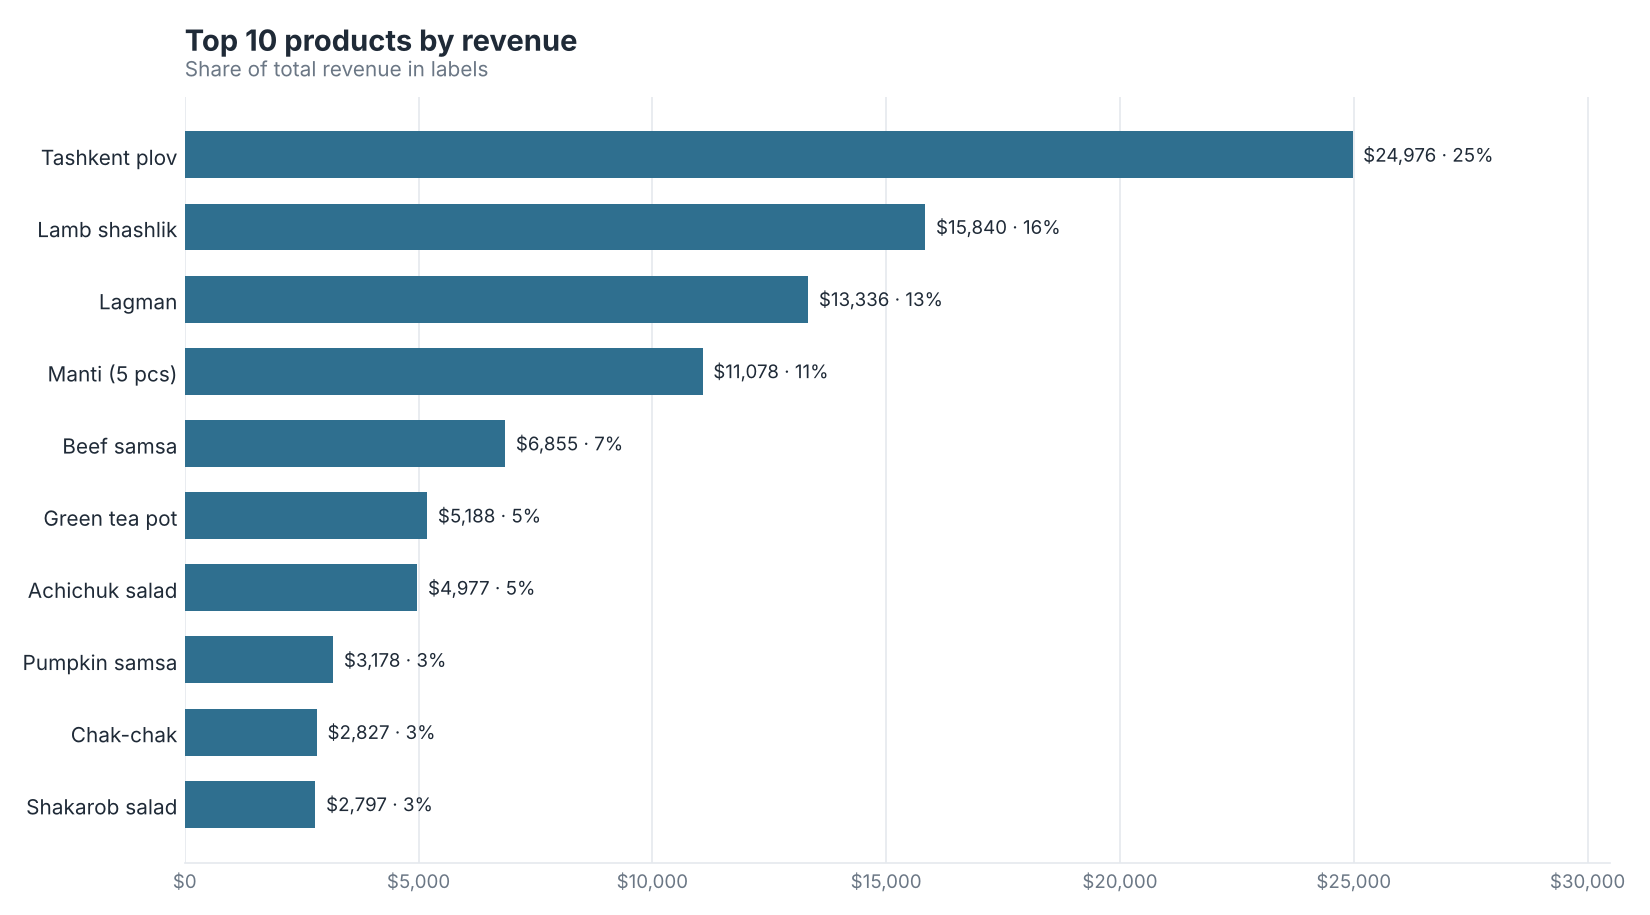 Top 10 products by revenue
Share of total revenue in labels
Tashkent plov $24,976 · 25%
Lamb shashlik $15,840 · 16%
Lagman $13,336 · 13%
Manti (5 pcs) $11,078 · 11%
Beef samsa $6,855 · 7%
Green tea pot $5,188 · 5%
Achichuk salad $4,977 · 5%
Pumpkin samsa $3,178 · 3%
Chak-chak $2,827 · 3%
Shakarob salad $2,797 · 3%
$0 $5,000 $10,000 $15,000 $20,000 $25,000 $30,000